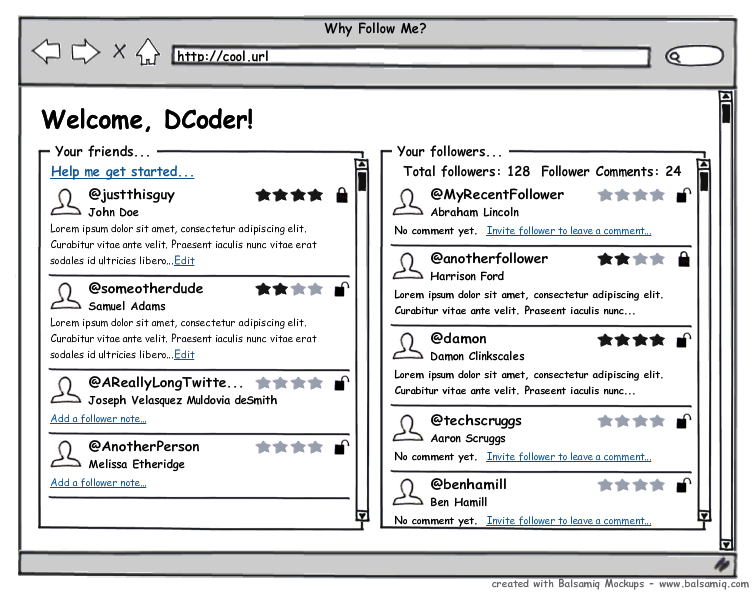 Why Follow Me?
http://cool.url
Welcome, DCoder!
Your friends...
Help me get started...
@justthisguy
John Doe
Lorem ipsum dolor sit amet, consectetur adipiscing elit.
Curabitur vitae ante velit. Praesent iaculis nunc vitae erat
sodales id ultricies libero...Edit
@someotherdude
Samuel Adams
Lorem ipsum dolor sit amet, consectetur adipiscing elit.
Curabitur vitae ante velit. Praesent iaculis nunc vitae erat
sodales id ultricies libero...Edit
@AReallyLongTwitte...
Joseph Velasquez Muldovia deSmith
Add a follower note...
@AnotherPerson
Melissa Etheridge
Add a follower note...
Your followers...
Total followers: 128 Follower Comments: 24
@MyRecentFollower
Abraham Lincoln
No comment yet. Invite follower to leave a comment...
@anotherfollower
Harrison Ford
Lorem ipsum dolor sit amet, consectetur adipiscing elit.
Curabitur vitae ante velit. Praesent iaculis nunc...
@damon
Damon Clinkscales
Lorem ipsum dolor sit amet, consectetur adipiscing elit.
Curabitur vitae ante velit. Praesent iaculis nunc...
@techscruggs
Aaron Scruggs
No comment yet. Invite follower to leave a comment...
@benhamill
Ben Hamill
No comment yet. Invite follower to leave a comment...
created with Balsamiq Mockups - www.balsamiq.com